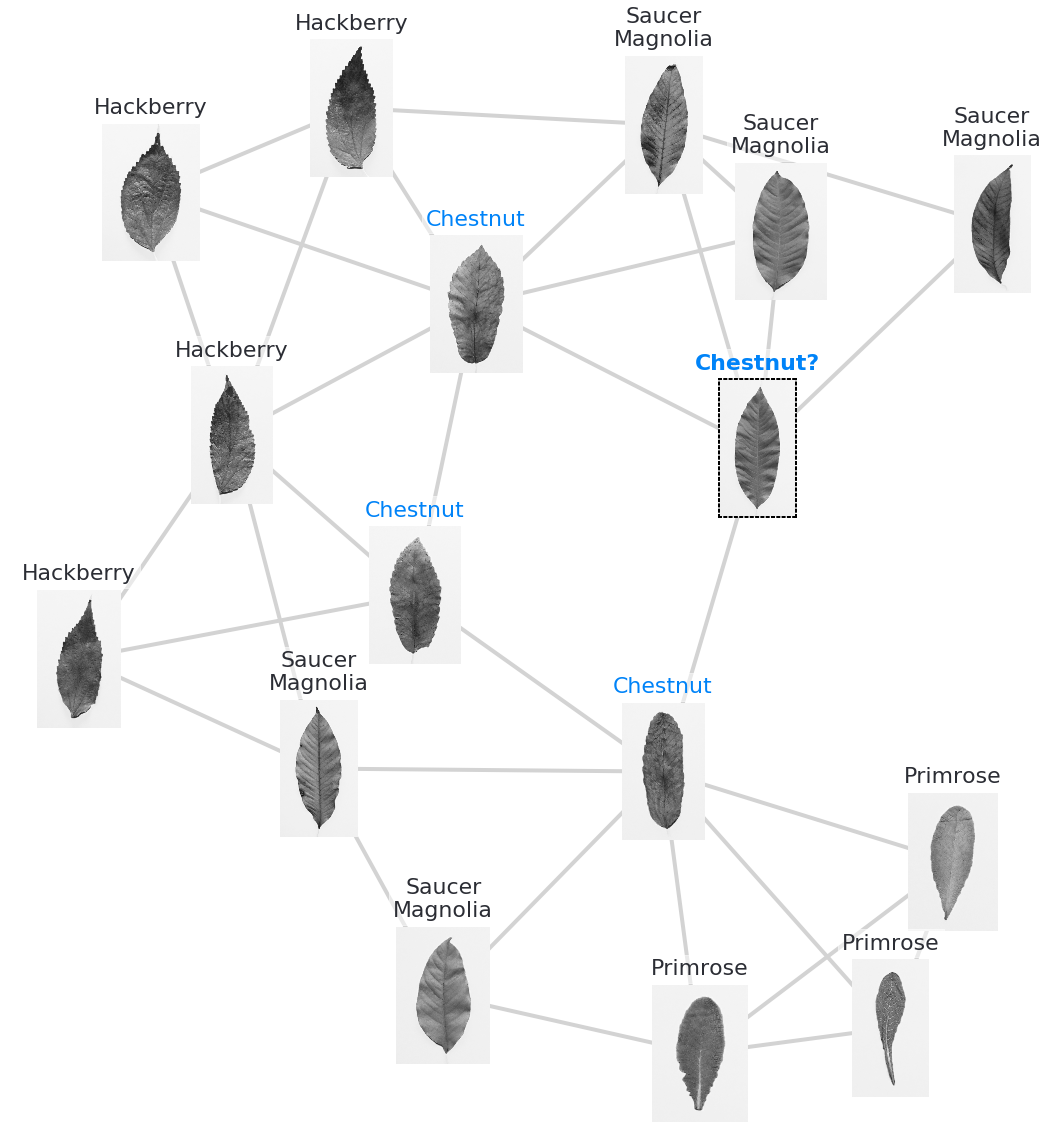 Hackberry
Saucer
Magnolia
Hackberry
Saucer
Magnolia
Saucer
Magnolia
Chestnut
Hackberry
Chestnut?
Chestnut
Hackberry
Saucer
Magnolia
Chestnut
Primrose
Saucer
Magnolia
Primrose
Primrose